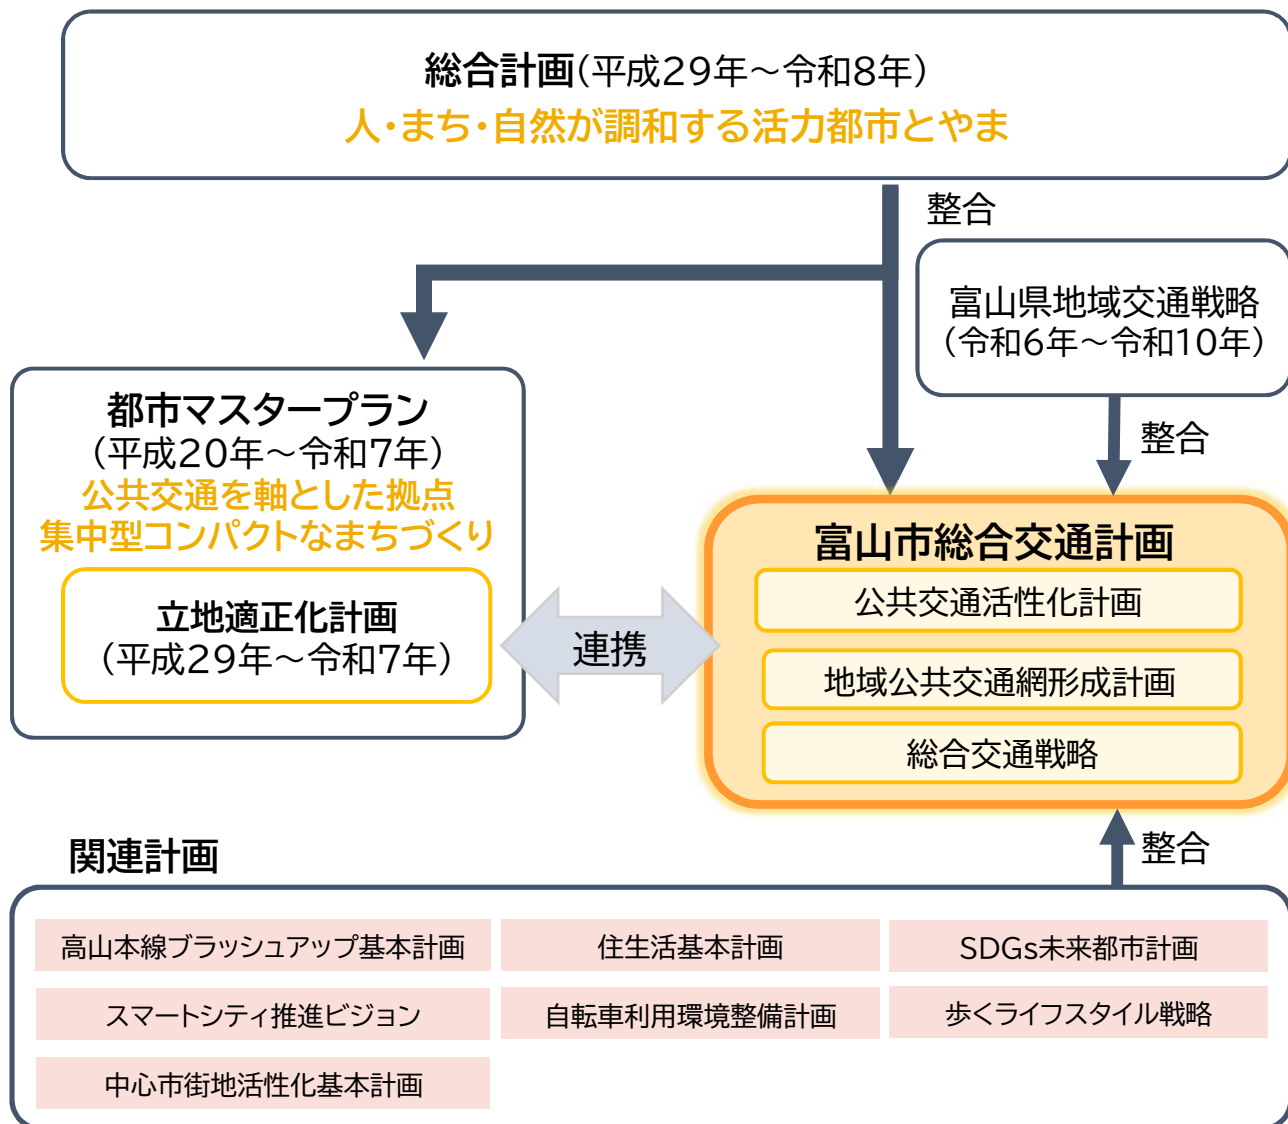 総合計画(平成29年～令和8年)
人・まち・自然が調和する活力都市とやま
整合
富山県地域交通戦略
(令和6年～令和10年)
整合
都市マスタープラン
(平成20年～令和7年)
公共交通を軸とした拠点
集中型コンパクトなまちづくり
立地適正化計画
(平成29年～令和7年)
連携
富山市総合交通計画
公共交通活性化計画
地域公共交通網形成計画
総合交通戦略
整合
関連計画
高山本線ブラッシュアップ基本計画
住生活基本計画
SDGs未来都市計画
スマートシティ推進ビジョン
自転車利用環境整備計画
歩くライフスタイル戦略
中心市街地活性化基本計画